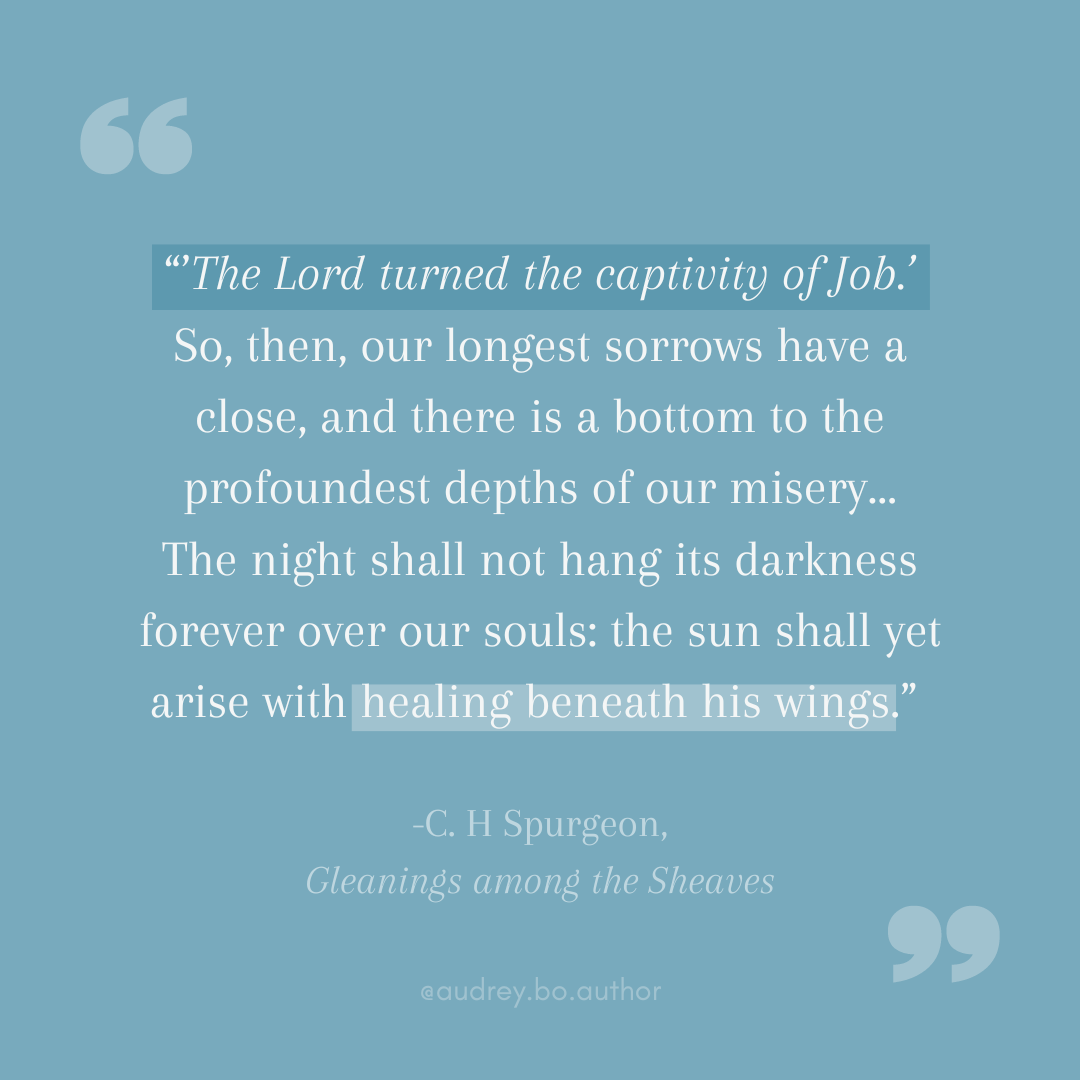 “’The Lord turned the captivity of Job.’
So, then, our longest sorrows have a
close, and there is a bottom to the
profoundest depths of our misery...
The night shall not hang its darkness
forever over our souls: the sun shall yet
arise with healing beneath his wings.”
-C. H Spurgeon,
Gleanings among the Sheaves
@audrey.bo.author